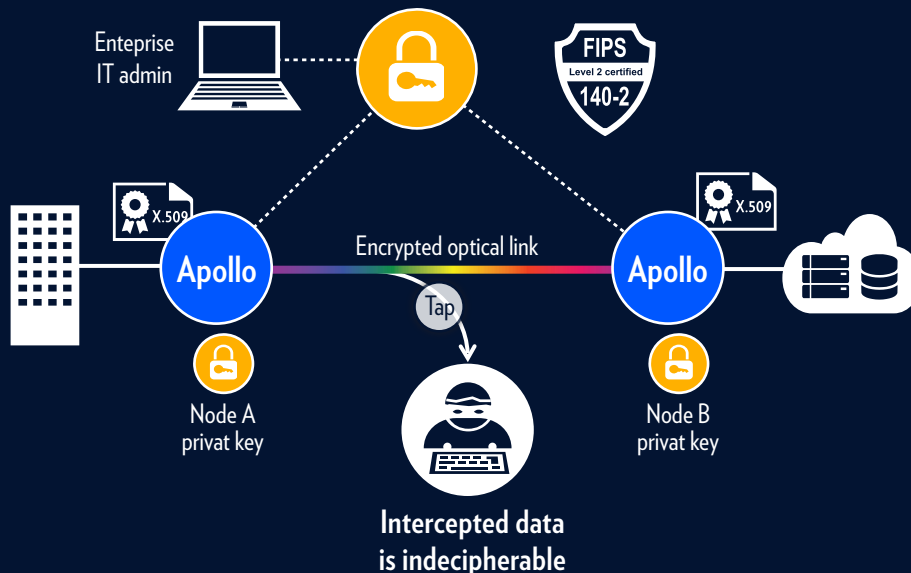 Enteprise
IT admin
FIPS
Level 2 certified
140-2
X.509
X.509
Apollo
Encrypted optical link
Apollo
Tap
Node A
privat key
Node B
privat key
Intercepted data
is indecipherable